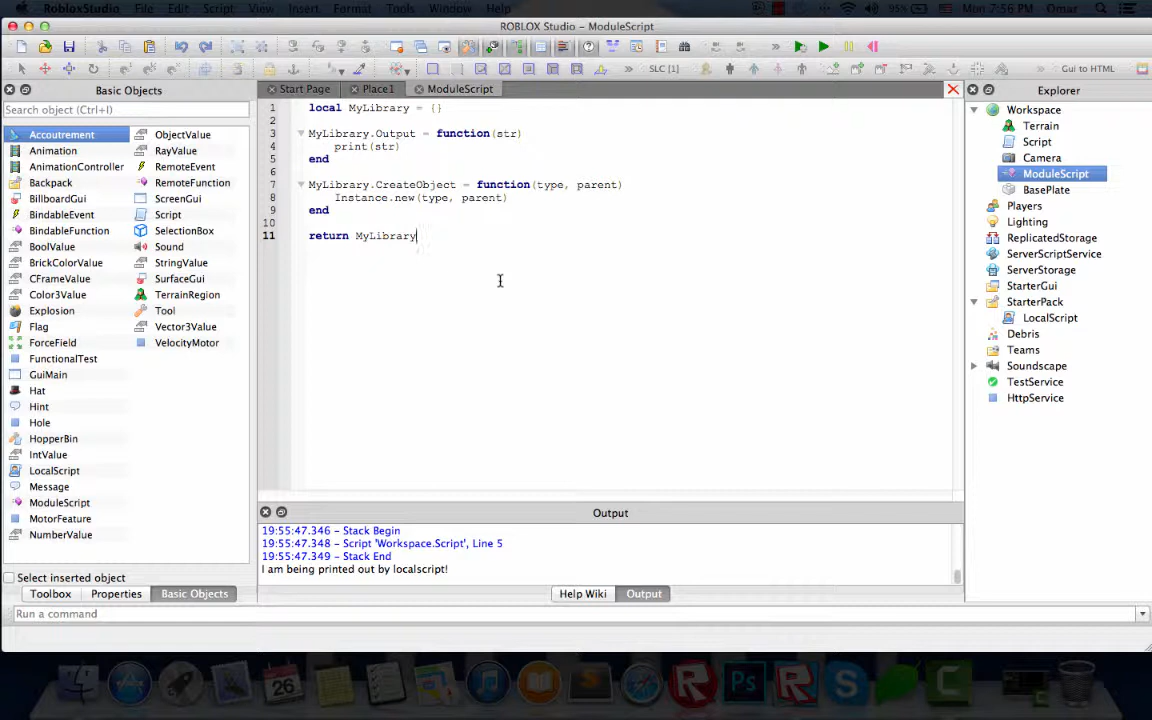 RobloxStudio File Edit Script View Insert Format Tools Window Help 95% Mon 7:56 PM Omar
ROBLOX Studio - ModuleScript
SLC [1] Gui to HTML
Basic Objects
Start Page Place1 ModuleScript
Explorer
Search object (Ctrl+I)
Accoutrement ObjectValue
Animation RayValue
AnimationController RemoteEvent
Backpack RemoteFunction
BillboardGui ScreenGui
BindableEvent Script
BindableFunction SelectionBox
BoolValue Sound
BrickColorValue StringValue
CFrameValue SurfaceGui
Color3Value TerrainRegion
Explosion Tool
Flag Vector3Value
ForceField VelocityMotor
FunctionalTest
GuiMain
Hat
Hint
Hole
HopperBin
IntValue
LocalScript
Message
ModuleScript
MotorFeature
NumberValue
Select inserted object
Toolbox Properties Basic Objects
1 local MyLibrary = {}
2
3 MyLibrary.Output = function(str)
4 print(str)
5 end
6
7 MyLibrary.CreateObject = function(type, parent)
8 Instance.new(type, parent)
9 end
10
11 return MyLibrary
Output
19:55:47.346 - Stack Begin
19:55:47.348 - Script 'Workspace.Script', Line 5
19:55:47.349 - Stack End
I am being printed out by localscript!
Help Wiki Output
Workspace
Terrain
Script
Camera
ModuleScript
BasePlate
Players
Lighting
ReplicatedStorage
ServerScriptService
ServerStorage
StarterGui
StarterPack
LocalScript
Debris
Teams
Soundscape
TestService
HttpService
Run a command